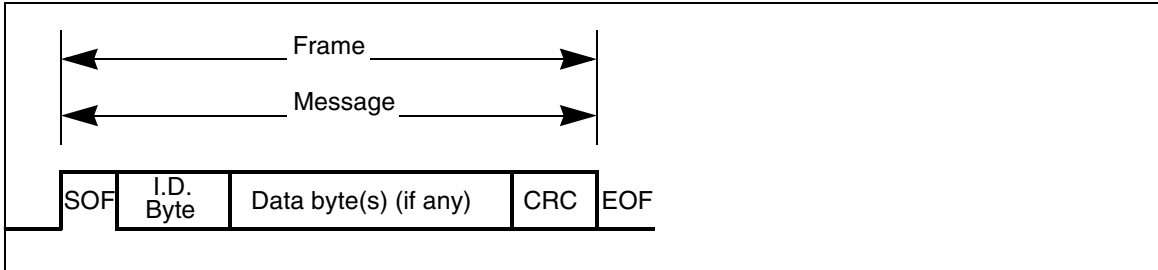 Frame
Message
SOF
I.D.
Byte
Data byte(s) (if any)
CRC
EOF